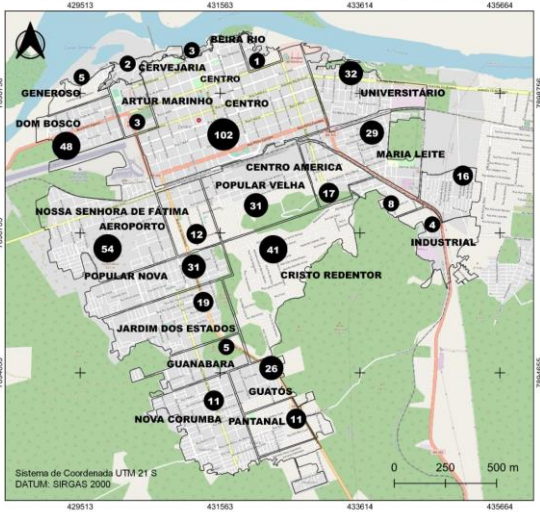 429513 431563 433614 435664
BEIRA RIO
3
2
CERVEJARIA
1
5
CENTRO
32
GENEROSO
UNIVERSITÁRIO
ARTUR MARINHO
CENTRO
DOM BOSCO
3
102
29
48
MARIA LEITE
CENTRO AMERICA
16
POPULAR VELHA
17
8
31
NOSSA SENHORA DE FÁTIMA
AEROPORTO
12
4
54
41
INDUSTRIAL
31
POPULAR NOVA
CRISTO REDENTOR
19
JARDIM DOS ESTADOS
5
GUANABARA
26
GUATÓS
11
NOVA CORUMBA
PANTANAL
11
Sistema de Coordenada UTM 21 S
DATUM: SIRGAS 2000
0 250 500 m
429513 431563 433614 435664